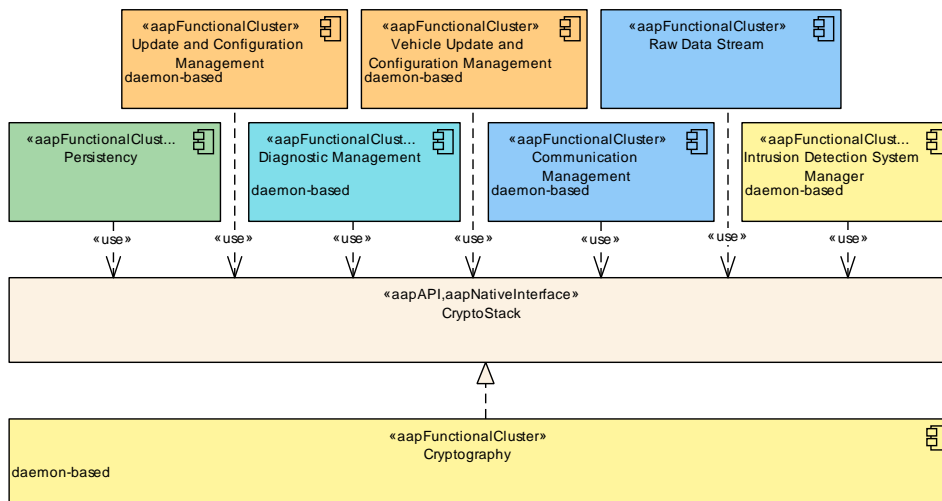 «aapFunctionalCluster»
Update and Configuration
Management
daemon-based
«aapFunctionalCluster»
Vehicle Update and
Configuration Management
daemon-based
«aapFunctionalCluster»
Raw Data Stream
«aapFunctionalClust...
Persistency
«aapFunctionalClust...
Diagnostic Management
daemon-based
«aapFunctionalCluster»
Communication
Management
daemon-based
«aapFunctionalClust...
Intrusion Detection System
Manager
daemon-based
«use»
«use»
«use»
«use»
«use»
«use»
«use»
«aapAPI,aapNativeInterface»
CryptoStack
«aapFunctionalCluster»
Cryptography
daemon-based